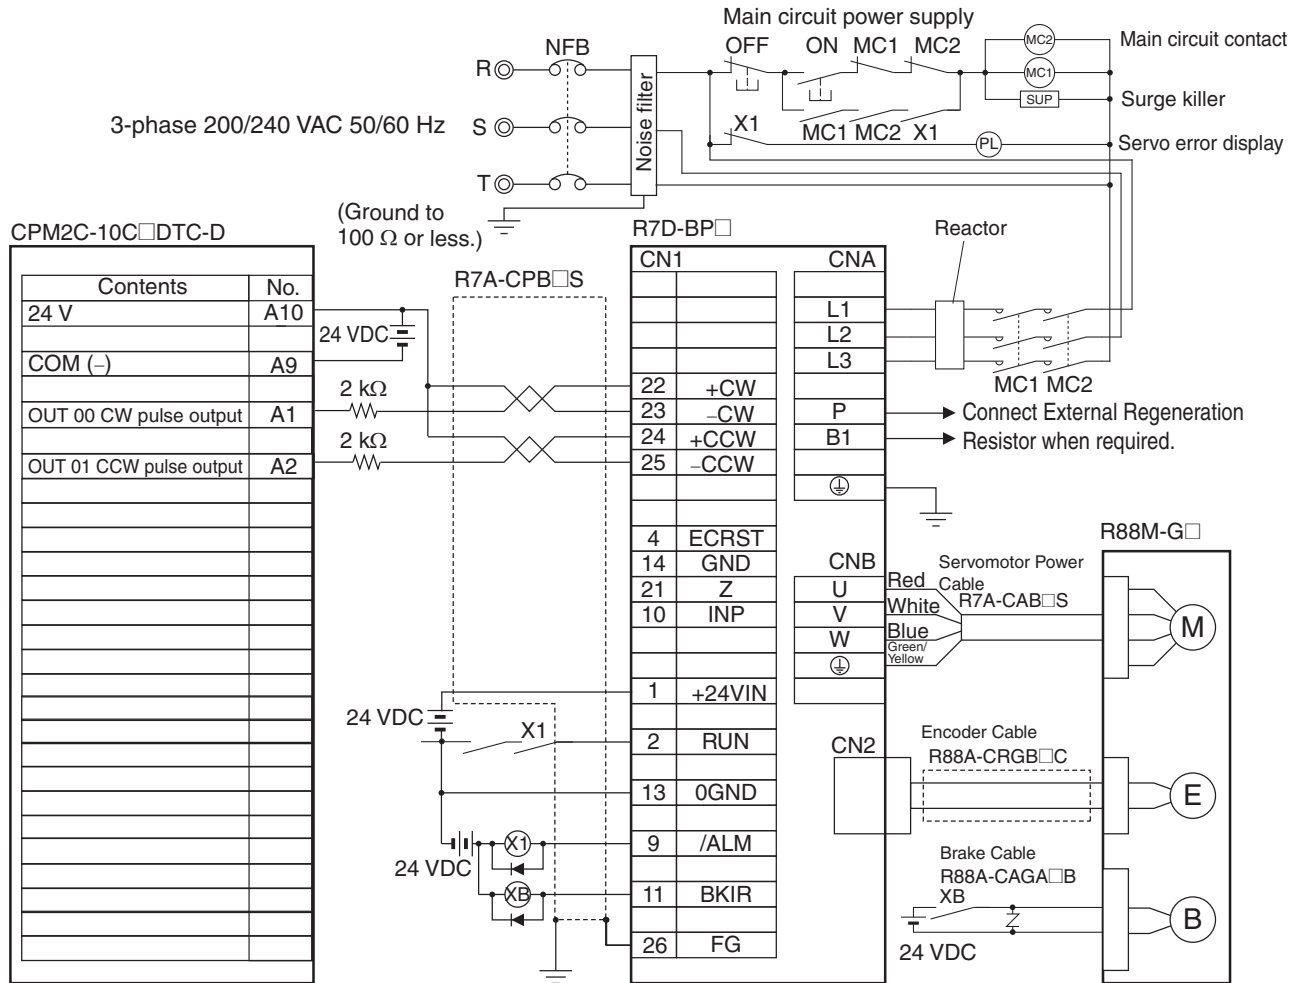 Main circuit power supply
OFF ON MC1 MC2
MC2
Main circuit contact
NFB
R
MC1
SUP
Surge killer
Noise filter
3-phase 200/240 VAC 50/60 Hz
S
X1
MC1 MC2 X1
PL
Servo error display
T
(Ground to
100 Ω or less.)
CPM2C-10C□DTC-D
R7D-BP□
Reactor
CN1
CNA
R7A-CPB□S
Contents No.
24 V A10
24 VDC
COM (−) A9
L1
L2
L3
MC1 MC2
2 kΩ
22 +CW
OUT 00 CW pulse output A1
23 −CW
P
Connect External Regeneration
2 kΩ
24 +CCW
B1
Resistor when required.
OUT 01 CCW pulse output A2
25 −CCW
R88M-G□
4 ECRST
14 GND
CNB
Servomotor Power
Cable
R7A-CAB□S
21 Z
U
Red
10 INP
V
White
W
Blue
Green/
Yellow
M
1 +24VIN
24 VDC
X1
2 RUN
CN2
Encoder Cable
R88A-CRGB□C
E
13 0GND
X1
9 /ALM
24 VDC
Brake Cable
R88A-CAGA□B
XB
11 BKIR
XB
B
24 VDC
26 FG